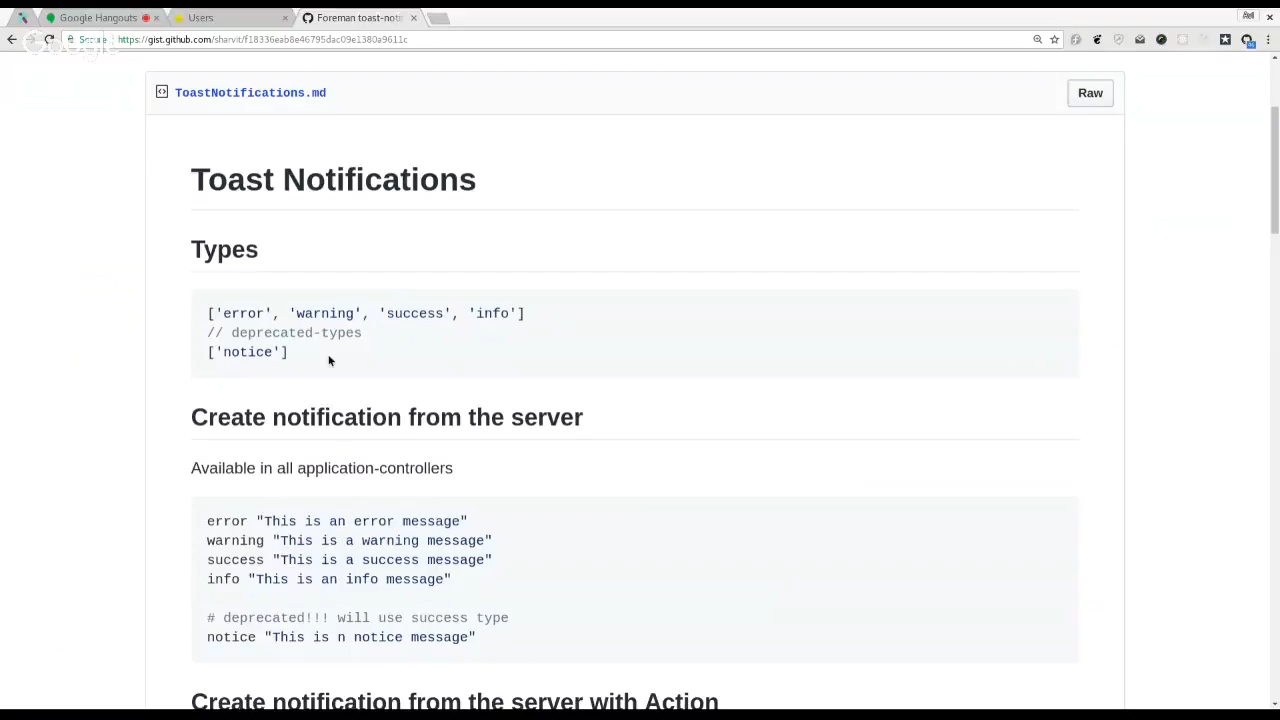 Google Hangouts
Users
Foreman toast-noti
Secure
https://gist.github.com/sharvit/f18336eab8e46795dac09e1380a9611c
Google
ToastNotifications.md
Raw
Toast Notifications
Types
['error', 'warning', 'success', 'info']
// deprecated-types
['notice']
Create notification from the server
Available in all application-controllers
error "This is an error message"
warning "This is a warning message"
success "This is a success message"
info "This is an info message"
# deprecated!!! will use success type
notice "This is n notice message"
Create notification from the server with Action